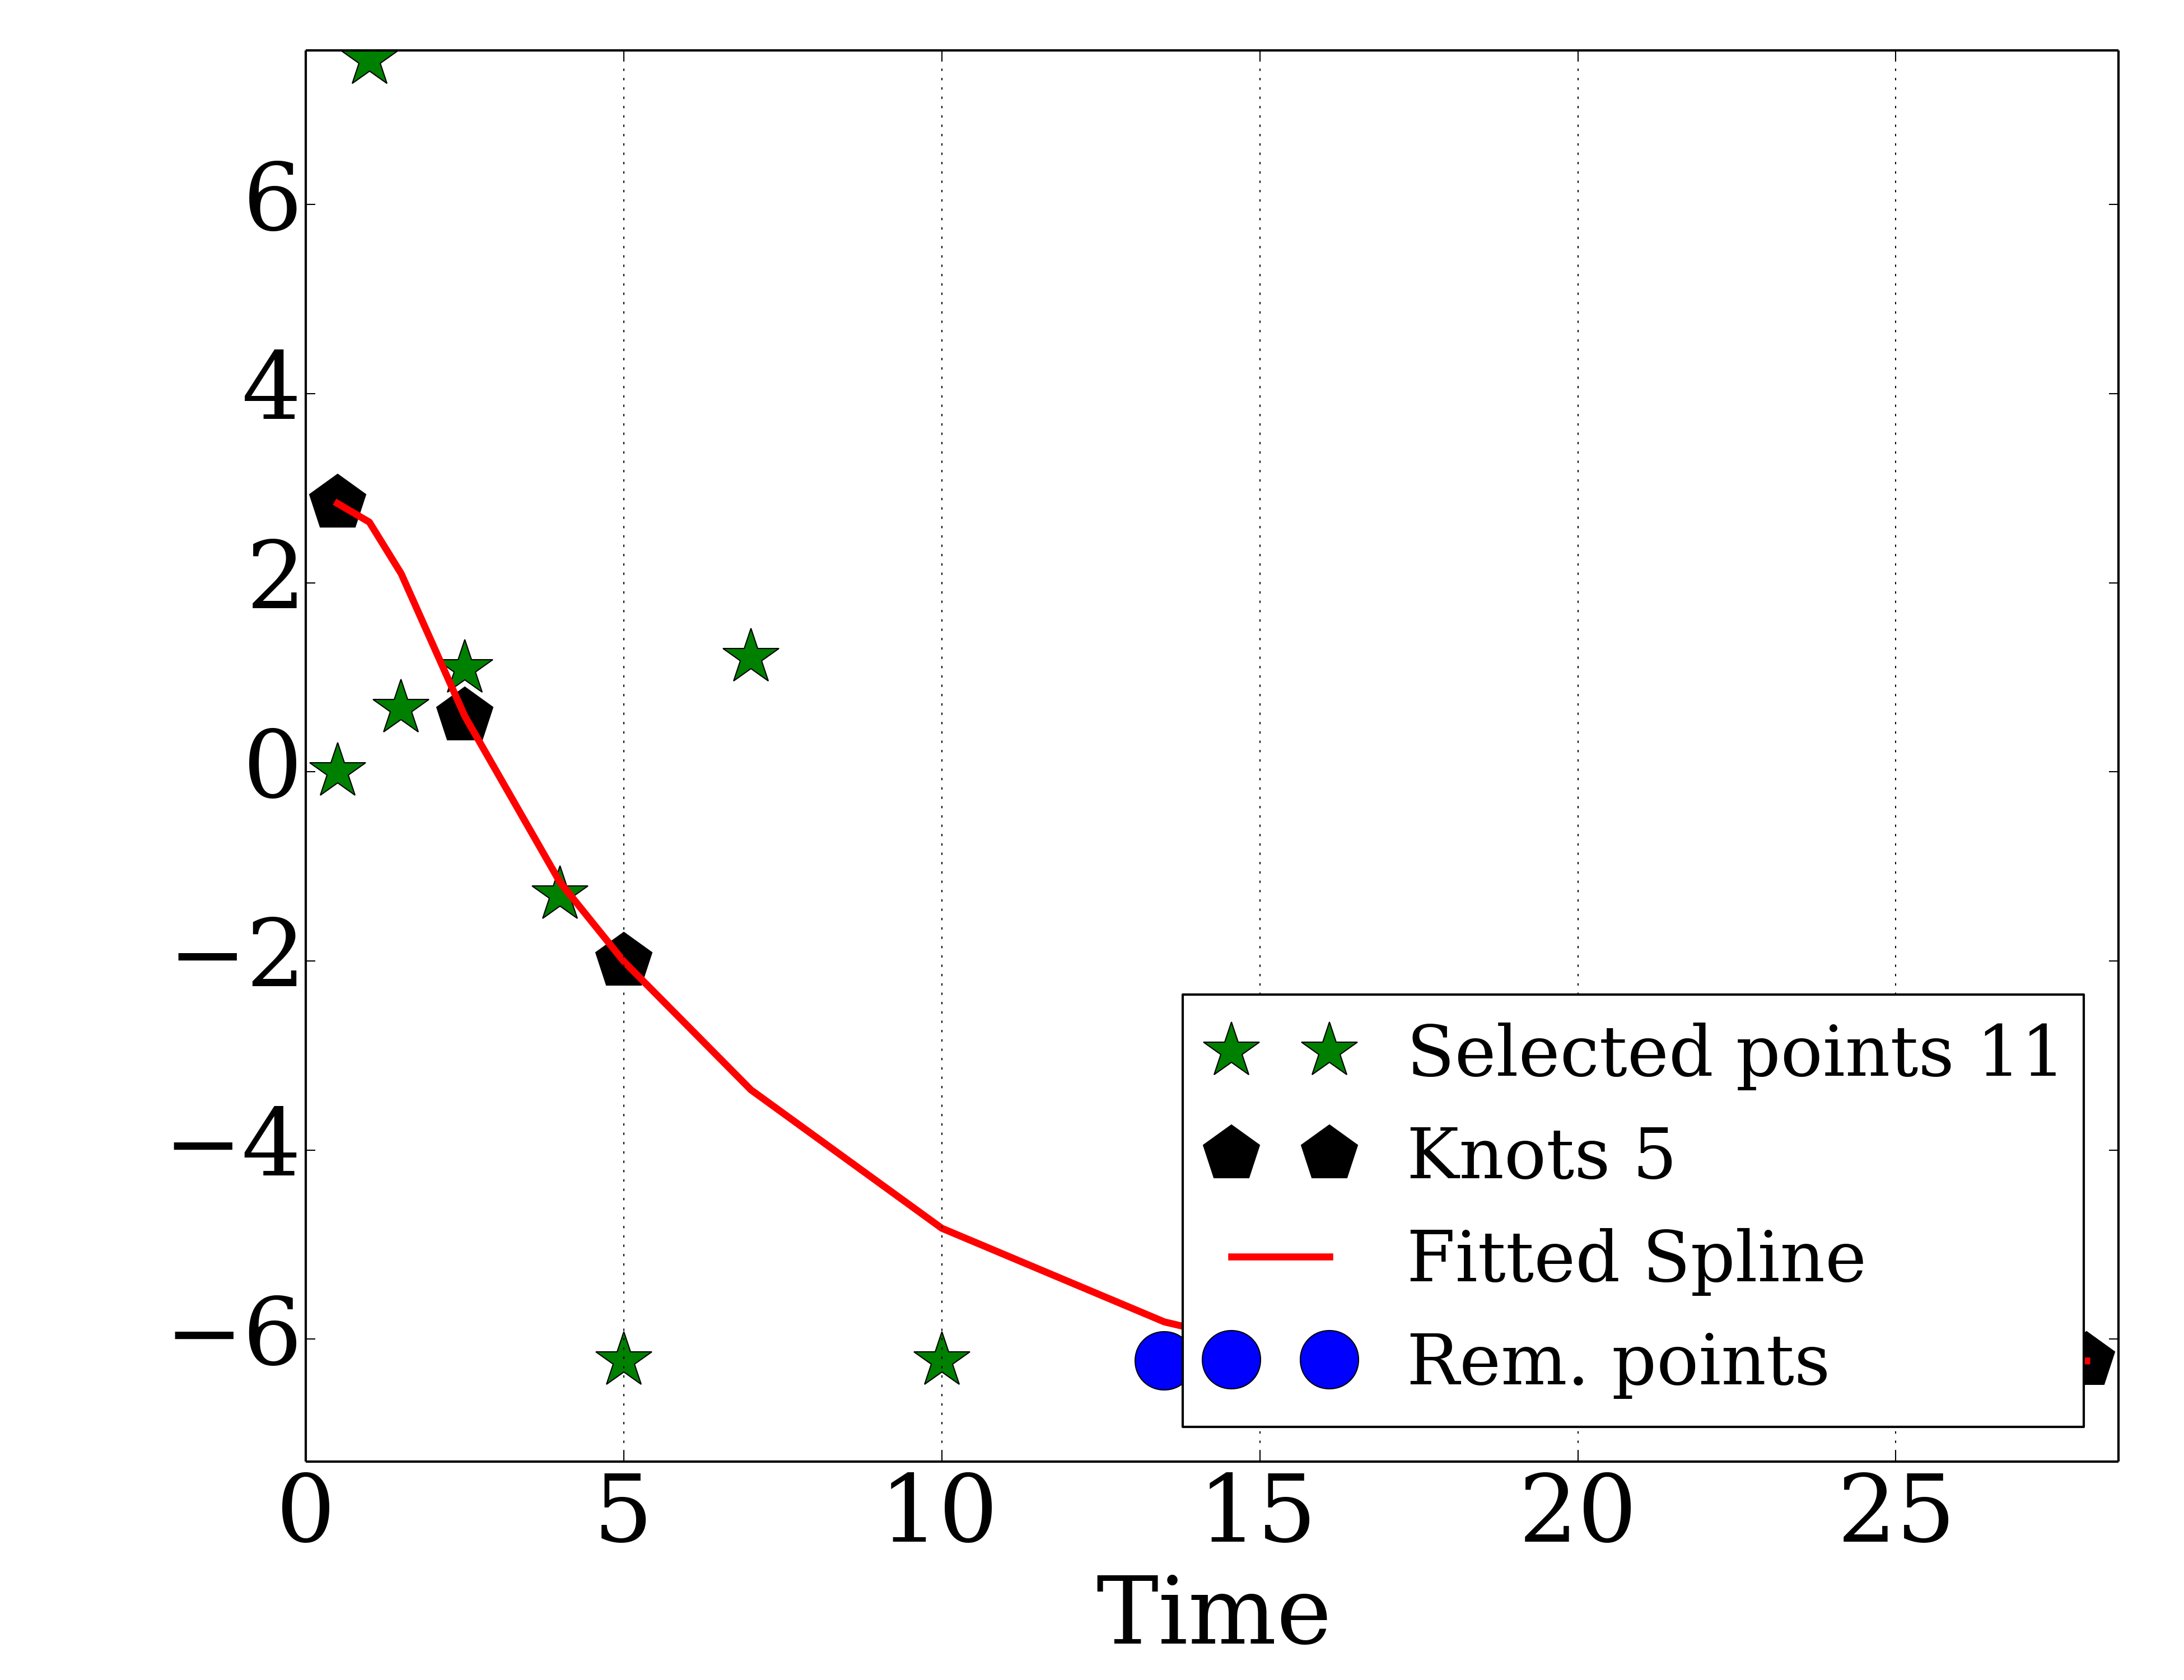 6
4
2
0
−2
−4
−6
Selected points 11
Knots 5
Fitted Spline
Rem. points
0 5 10 15 20 25
Time